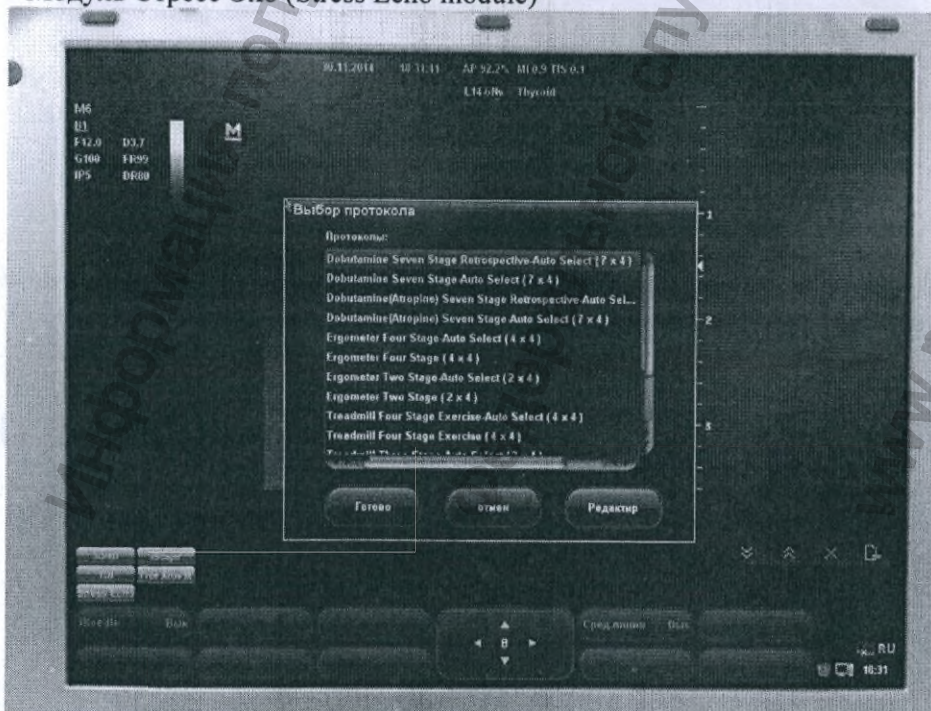 Модуль Стресс Эхо (Stress Echo module)
30.11.2014 18:31:41 AP 92.2% MI 0.9 TIS 0.1
L14-6Ns Thyroid
M6
B1
F12.0 D3.7
G100 FR99
IP5 DR80
M
Выбор протокола
Протоколы:
Dobutamine Seven Stage Retrospective-Auto Select ( 7 x 4 )
Dobutamine Seven Stage-Auto Select ( 7 x 4 )
Dobutamine(Atropine) Seven Stage Retrospective-Auto Sel...
Dobutamine(Atropine) Seven Stage-Auto Select ( 7 x 4 )
Ergometer Four Stage-Auto Select ( 4 x 4 )
Ergometer Four Stage ( 4 x 4 )
Ergometer Two Stage-Auto Select ( 2 x 4 )
Ergometer Two Stage ( 2 x 4 )
Treadmill Four Stage Exercise-Auto Select ( 4 x 4 )
Treadmill Four Stage Exercise ( 4 x 4 )
1
2
3
Готово отмен Редактир
B
Сред.линия Вык
RU
18:31